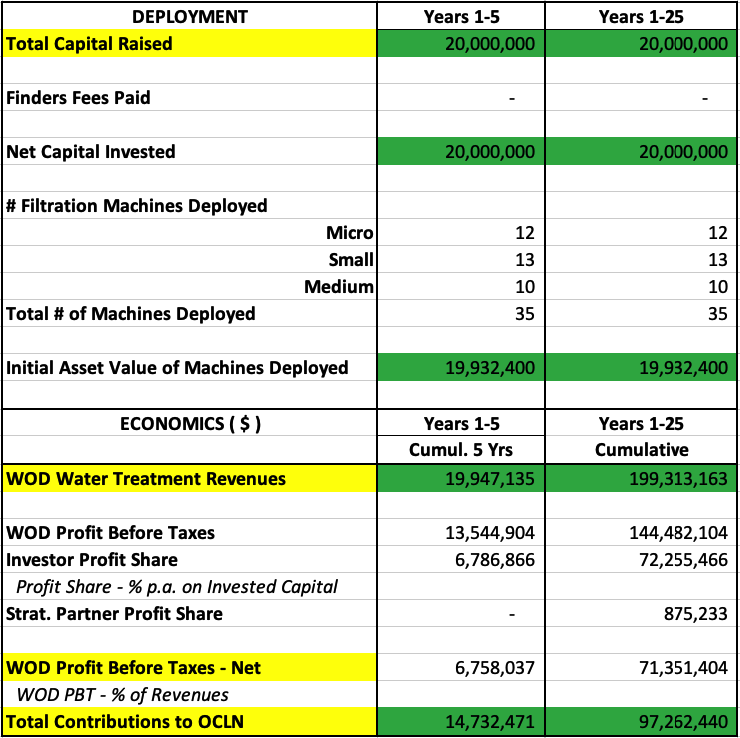 DEPLOYMENT Years 1-5 Years 1-25
Total Capital Raised 20,000,000 20,000,000
Finders Fees Paid - -
Net Capital Invested 20,000,000 20,000,000
# Filtration Machines Deployed
Micro 12 12
Small 13 13
Medium 10 10
Total # of Machines Deployed 35 35
Initial Asset Value of Machines Deployed 19,932,400 19,932,400
ECONOMICS ( $ ) Years 1-5 Years 1-25
Cumul. 5 Yrs Cumulative
WOD Water Treatment Revenues 19,947,135 199,313,163
WOD Profit Before Taxes 13,544,904 144,482,104
Investor Profit Share 6,786,866 72,255,466
Profit Share - % p.a. on Invested Capital
Strat. Partner Profit Share - 875,233
WOD Profit Before Taxes - Net 6,758,037 71,351,404
WOD PBT - % of Revenues
Total Contributions to OCLN 14,732,471 97,262,440